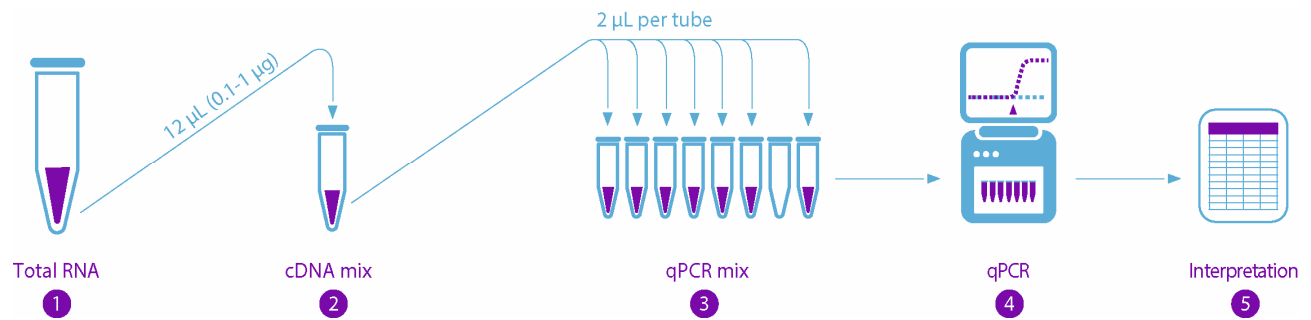 2 µL per tube
12 µL (0.1-1 µg)
Total RNA
cDNA mix
qPCR mix
qPCR
Interpretation
1
2
3
4
5